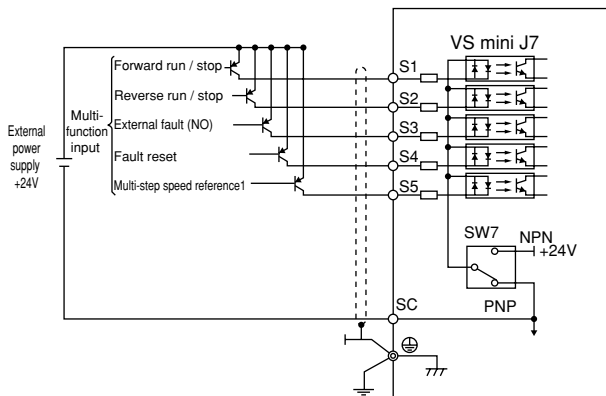 VS mini J7
Forward run / stop
S1
Reverse run / stop
S2
External
power
supply
+24V
Multi-
function
input
External fault (NO)
S3
Fault reset
S4
Multi-step speed reference1
S5
SW7
NPN
+24V
SC
PNP